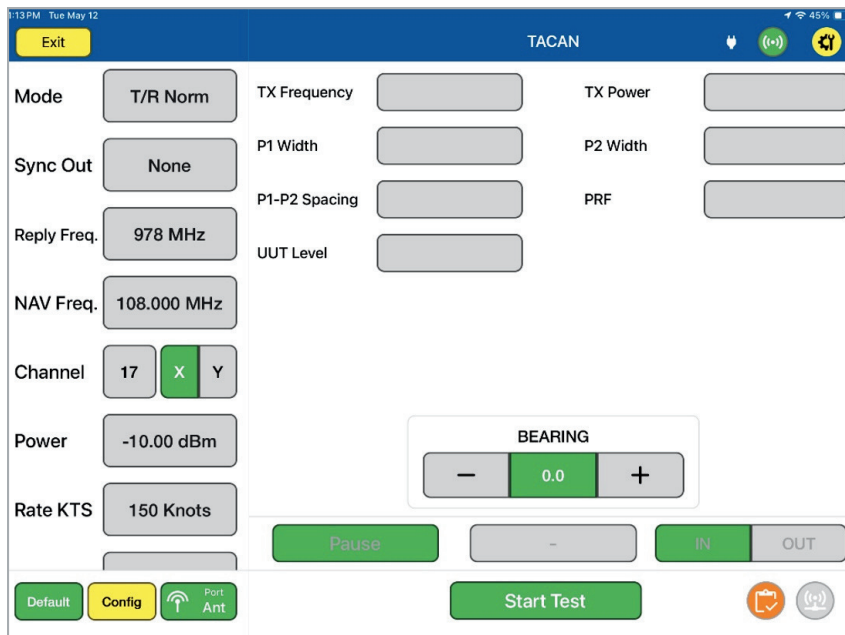 1:13 PM Tue May 12
45%
Exit
TACAN
Mode
T/R Norm
TX Frequency
TX Power
P1 Width
P2 Width
Sync Out
None
P1-P2 Spacing
PRF
Reply Freq.
978 MHz
UUT Level
NAV Freq.
108.000 MHz
Channel
17
X
Y
Power
-10.00 dBm
BEARING
−
0.0
+
Rate KTS
150 Knots
Pause
-
IN
OUT
Default
Config
Port
Ant
Start Test